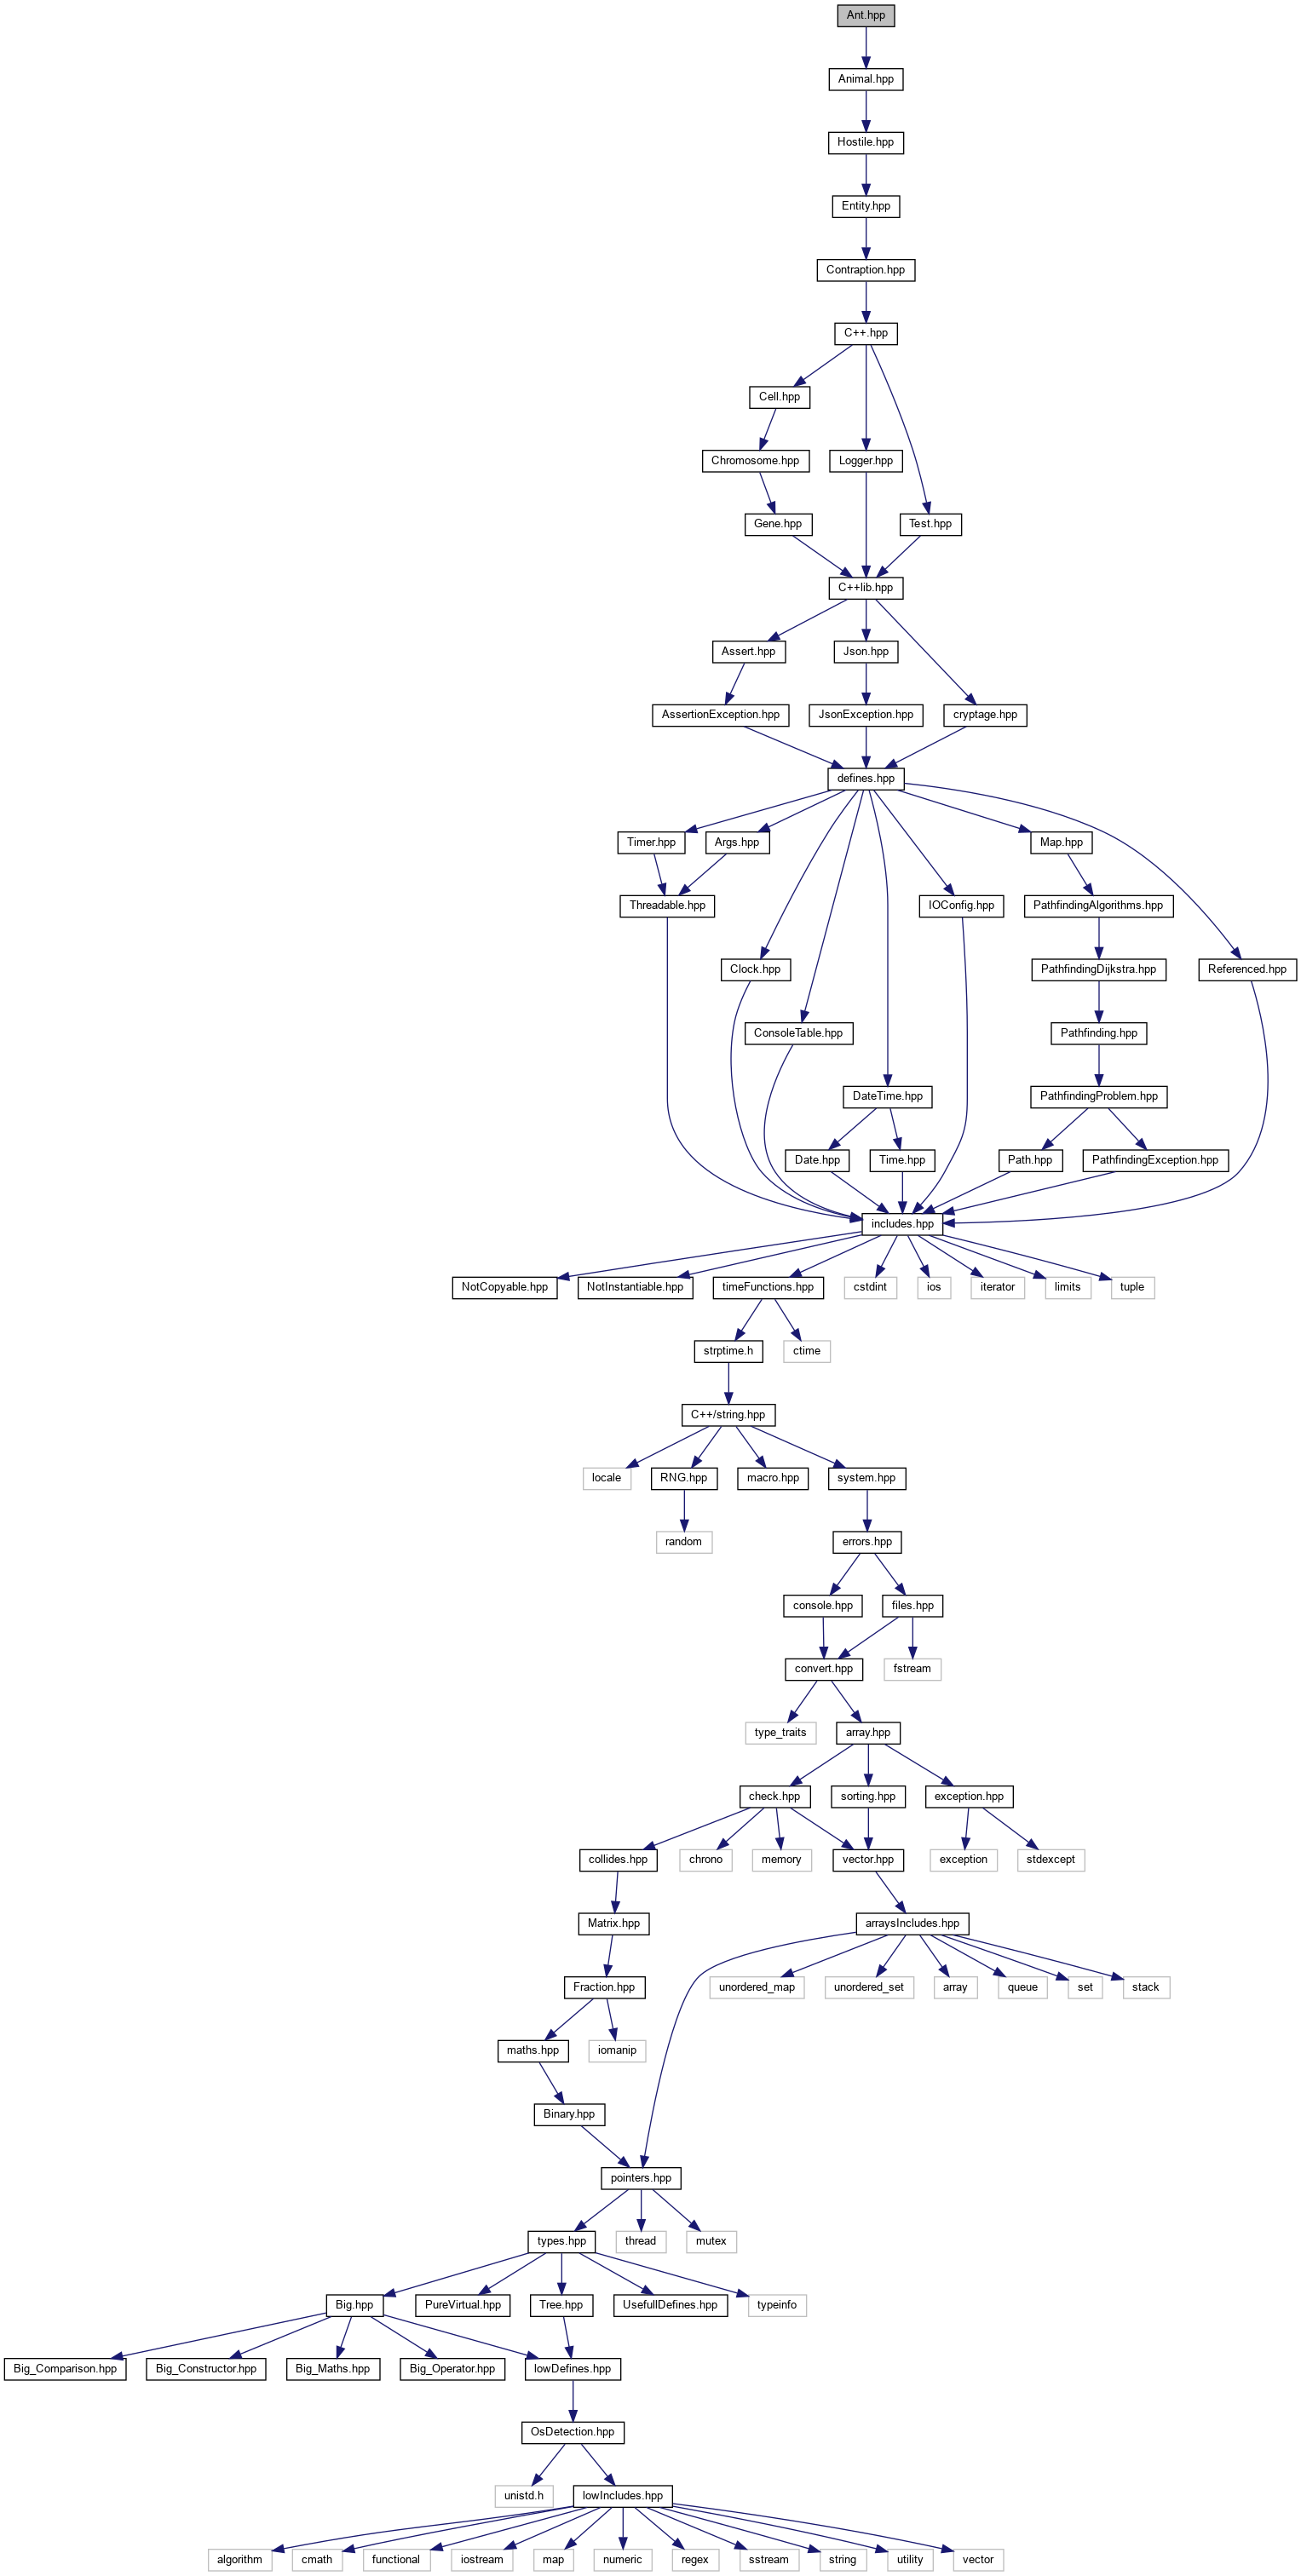 Ant.hpp
Animal.hpp
Hostile.hpp
Entity.hpp
Contraption.hpp
C++.hpp
Cell.hpp
Chromosome.hpp
Logger.hpp
Gene.hpp
Test.hpp
C++lib.hpp
Assert.hpp
Json.hpp
AssertionException.hpp
JsonException.hpp
cryptage.hpp
defines.hpp
Timer.hpp
Args.hpp
Map.hpp
Threadable.hpp
IOConfig.hpp
PathfindingAlgorithms.hpp
Clock.hpp
PathfindingDijkstra.hpp
Referenced.hpp
ConsoleTable.hpp
Pathfinding.hpp
DateTime.hpp
PathfindingProblem.hpp
Date.hpp
Time.hpp
Path.hpp
PathfindingException.hpp
includes.hpp
NotCopyable.hpp
NotInstantiable.hpp
timeFunctions.hpp
cstdint
ios
iterator
limits
tuple
strptime.h
ctime
C++/string.hpp
locale
RNG.hpp
macro.hpp
system.hpp
random
errors.hpp
console.hpp
files.hpp
convert.hpp
fstream
type_traits
array.hpp
check.hpp
sorting.hpp
exception.hpp
collides.hpp
chrono
memory
vector.hpp
exception
stdexcept
Matrix.hpp
arraysIncludes.hpp
Fraction.hpp
unordered_map
unordered_set
array
queue
set
stack
maths.hpp
iomanip
Binary.hpp
pointers.hpp
types.hpp
thread
mutex
Big.hpp
PureVirtual.hpp
Tree.hpp
UsefullDefines.hpp
typeinfo
Big_Comparison.hpp
Big_Constructor.hpp
Big_Maths.hpp
Big_Operator.hpp
lowDefines.hpp
OsDetection.hpp
unistd.h
lowIncludes.hpp
algorithm
cmath
functional
iostream
map
numeric
regex
sstream
string
utility
vector